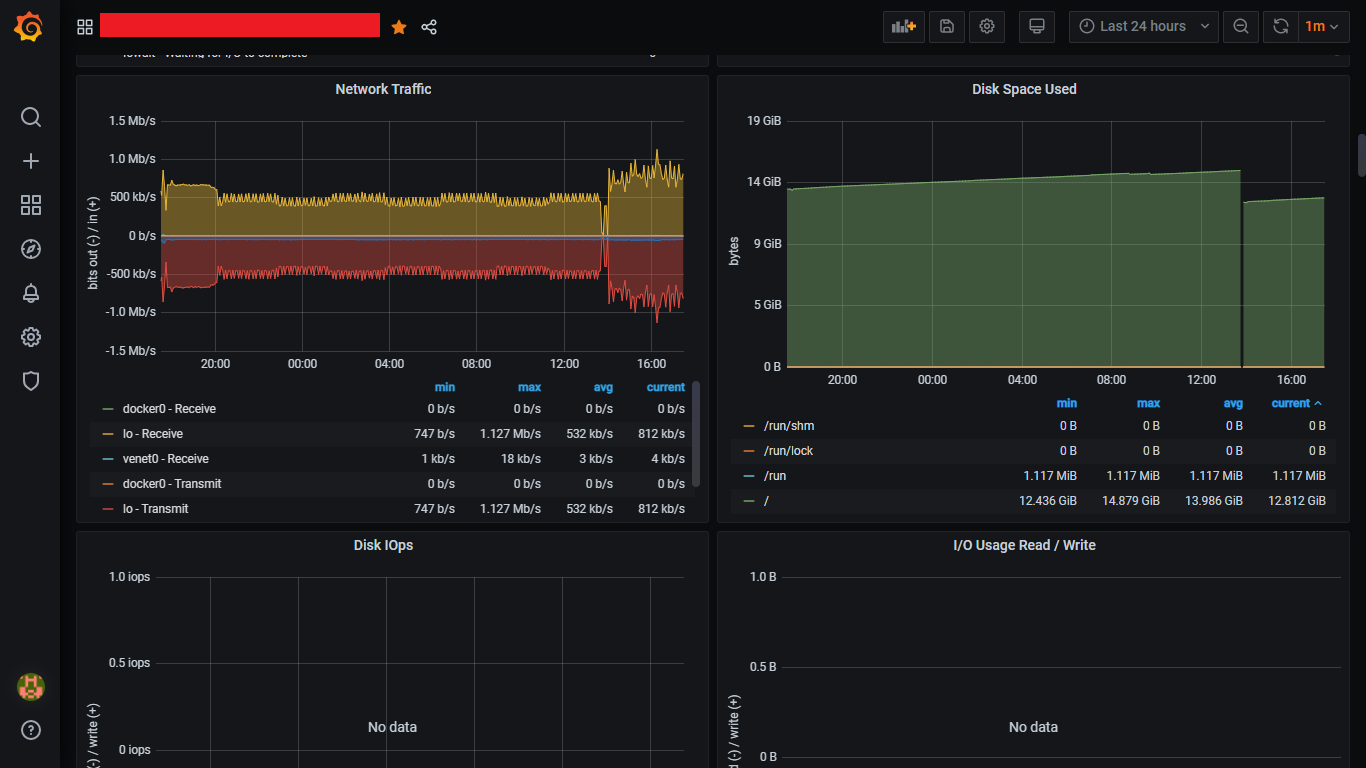 Last 24 hours
1m
Iowait - Waiting for I/O to complete
Network Traffic
1.5 Mb/s
1.0 Mb/s
500 kb/s
0 b/s
-500 kb/s
-1.0 Mb/s
-1.5 Mb/s
bits out (-) / in (+)
20:00 00:00 04:00 08:00 12:00 16:00
min max avg current
docker0 - Receive 0 b/s 0 b/s 0 b/s 0 b/s
lo - Receive 747 b/s 1.127 Mb/s 532 kb/s 812 kb/s
venet0 - Receive 1 kb/s 18 kb/s 3 kb/s 4 kb/s
docker0 - Transmit 0 b/s 0 b/s 0 b/s 0 b/s
lo - Transmit 747 b/s 1.127 Mb/s 532 kb/s 812 kb/s
Disk Space Used
19 GiB
14 GiB
9 GiB
5 GiB
0 B
bytes
20:00 00:00 04:00 08:00 12:00 16:00
min max avg current
/run/shm 0 B 0 B 0 B 0 B
/run/lock 0 B 0 B 0 B 0 B
/run 1.117 MiB 1.117 MiB 1.117 MiB 1.117 MiB
/ 12.436 GiB 14.879 GiB 13.986 GiB 12.812 GiB
Disk IOps
1.0 iops
0.5 iops
0 iops
(-) / write (+)
No data
I/O Usage Read / Write
1.0 B
0.5 B
0 B
(-) / write (+)
No data